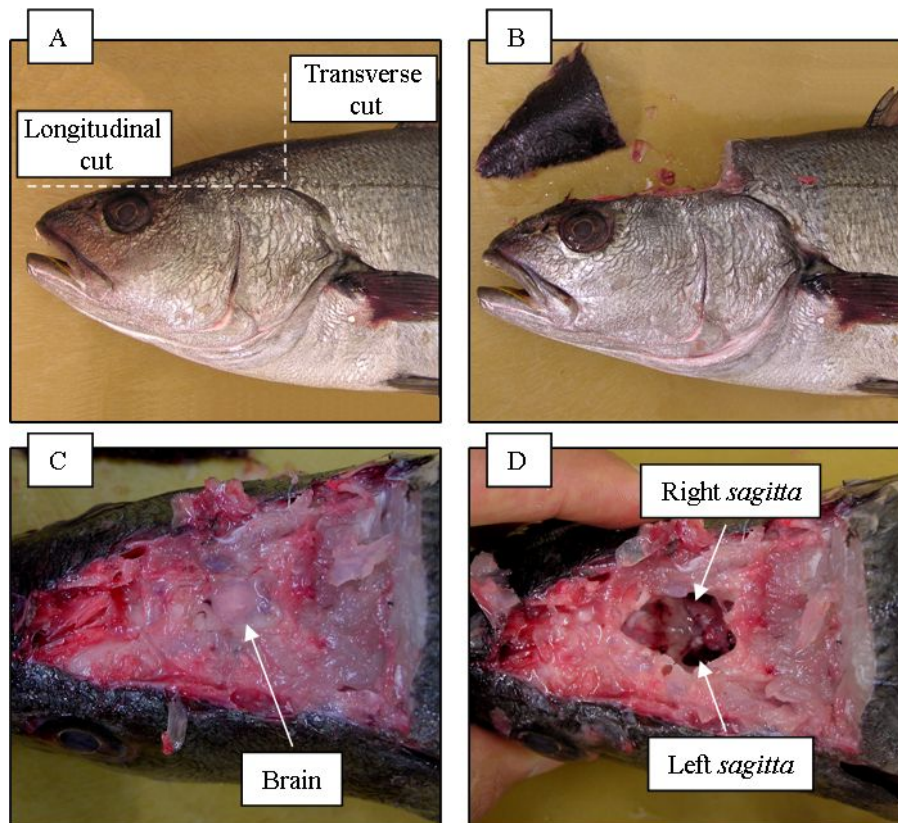 A
Transverse
cut
Longitudinal
cut
B
C
Brain
D
Right sagitta
Left sagitta